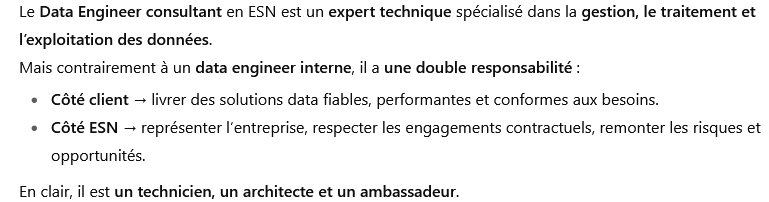 Le Data Engineer consultant en ESN est un expert technique spécialisé dans la gestion, le traitement et
l’exploitation des données.
Mais contrairement à un data engineer interne, il a une double responsabilité :
• Côté client → livrer des solutions data fiables, performantes et conformes aux besoins.
• Côté ESN → représenter l’entreprise, respecter les engagements contractuels, remonter les risques et
opportunités.
En clair, il est un technicien, un architecte et un ambassadeur.